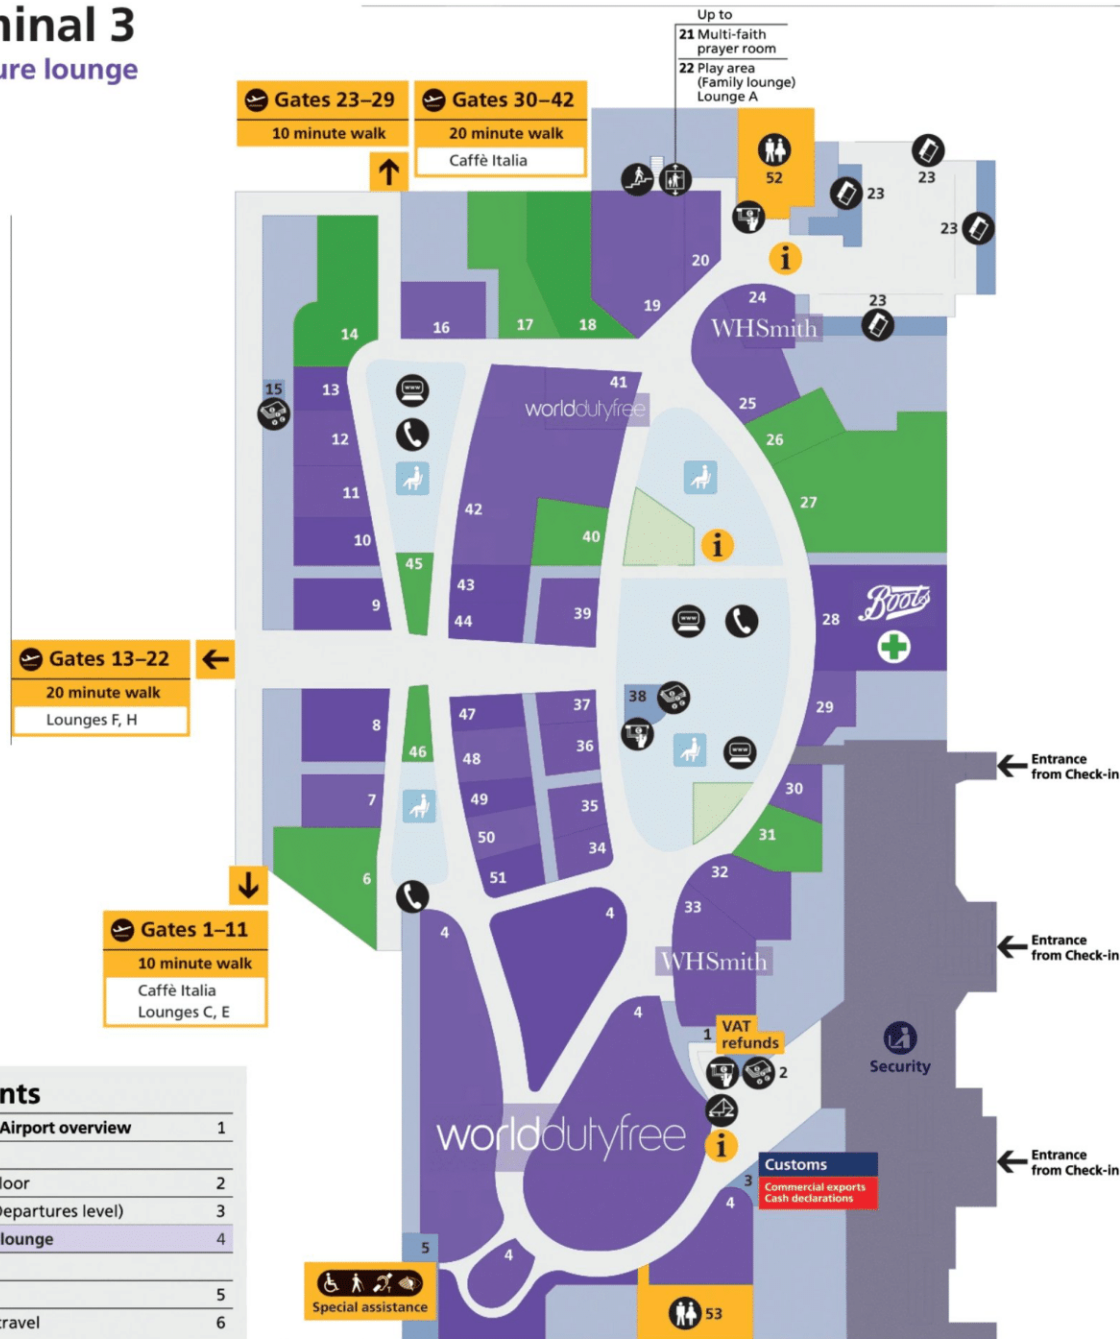 ninal 3
ure lounge
Up to
21 Multi-faith
prayer room
22 Play area
(Family lounge)
Lounge A
Gates 23–29
10 minute walk
Gates 30–42
20 minute walk
Caffè Italia
52
23
23
23
23
i
20
19
24
WHSmith
14
16
17
18
15
13
www
41
worlddutyfree
25
26
12
11
10
42
40
27
i
45
9
43
44
39
www
28
Boots
Gates 13–22
20 minute walk
Lounges F, H
8
46
47
37
38
29
36
48
www
Entrance
from Check-in
7
49
35
30
50
34
31
6
51
32
4
33
4
Entrance
from Check-in
Gates 1–11
10 minute walk
Caffè Italia
Lounges C, E
WHSmith
4
1
VAT
refunds
2
Security
worlddutyfree
i
Customs
Commercial exports
Cash declarations
3
4
Entrance
from Check-in
5
4
Special assistance
53
nts
Airport overview 1
loor 2
Departures level) 3
lounge 4
5
travel 6